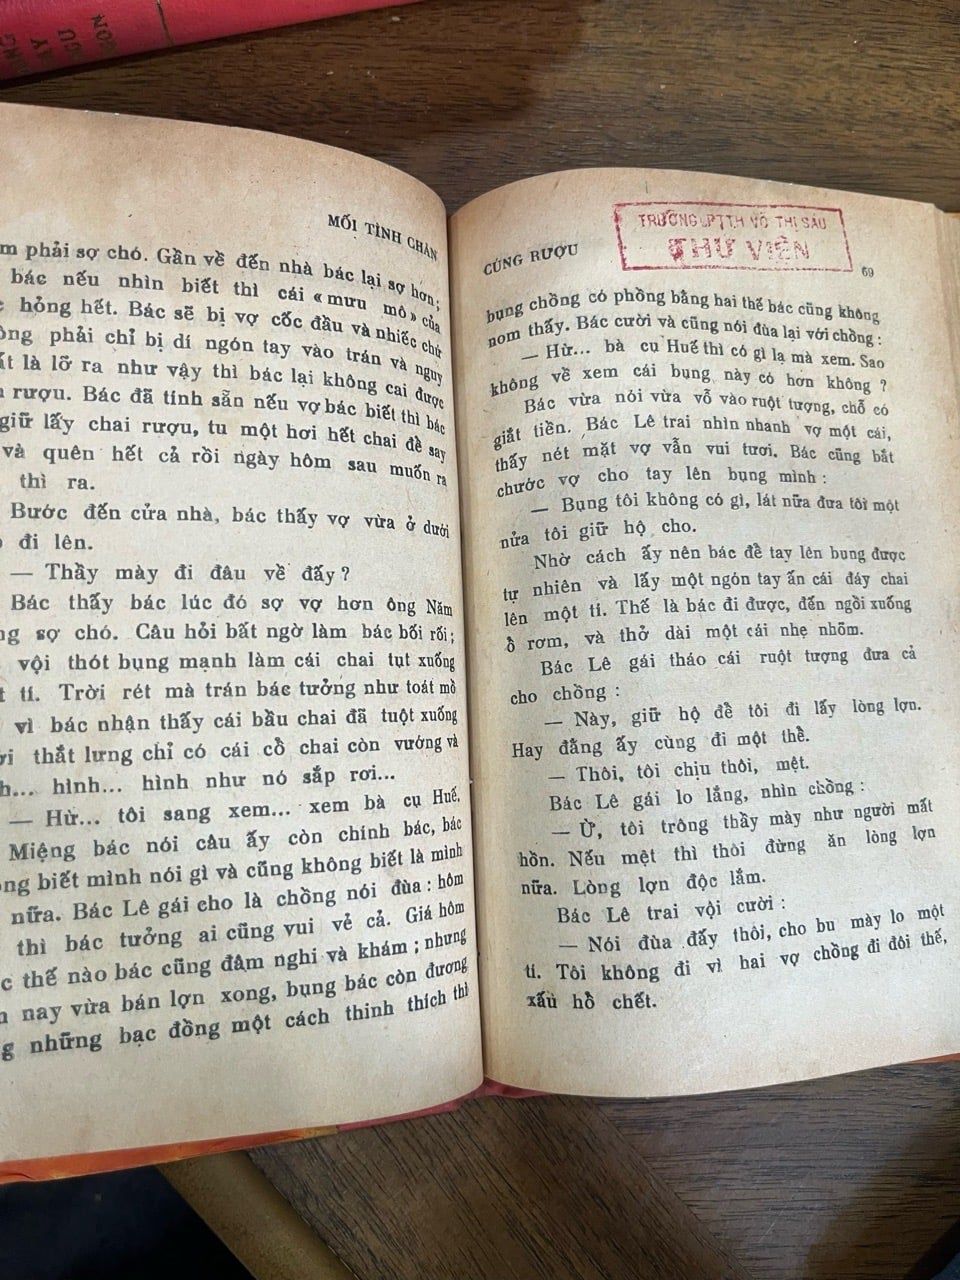 MỐI TÌNH CHÂN
phải sợ chó. Gần về đến nhà bác lại sợ hơn;
bác nếu nhìn biết thì cái « mưu mô » của
hỏng hết. Bác sẽ bị vợ cốc đầu và nhiếc chứ
phải chỉ bị dí ngón tay vào trán và nguy
là lỡ ra như vậy thì bác lại không cai được
rượu. Bác đã tính sẵn nếu vợ bác biết thì bác
giữ lấy chai rượu, tu một hơi hết chai để say
và quên hết cả rồi ngày hôm sau muốn ra
thì ra.
Bước đến cửa nhà, bác thấy vợ vừa ở dưới
đi lên.
— Thầy mày đi đâu về đấy ?
Bác thấy bác lúc đó sợ vợ hơn ông Năm
sợ chó. Câu hỏi bất ngờ làm bác bối rối ;
vội thót bụng mạnh làm cái chai tụt xuống
tí. Trời rét mà trán bác tưởng như toát mồ
vì bác nhận thấy cái bầu chai đã tuột xuống
thắt lưng chỉ có cái cổ chai còn vướng và
hình... hình như nó sắp rơi...
— Hừ... tôi sang xem... xem bà cụ Huế.
Miệng bác nói câu ấy còn chính bác, bác
biết mình nói gì và cũng không biết là mình
nữa. Bác Lê gái cho là chồng nói đùa : hôm
thì bác tưởng ai cũng vui vẻ cả. Giá hôm
thế nào bác cũng đâm nghi và khám ; nhưng
nay vừa bán lợn xong, bụng bác còn đương
những bạc đồng một cách thinh thích thì
CÚNG RƯỢU
TRƯỜNG PTTH VÕ THỊ SÁU
THƯ VIỆN
69
bụng chồng có phồng bằng hai thế bác cũng không
nom thấy. Bác cười và cũng nói đùa lại với chồng :
— Hừ... bà cụ Huế thì có gì lạ mà xem. Sao
không về xem cái bụng này có hơn không ?
Bác vừa nói vừa vỗ vào ruột tượng, chỗ có
giắt tiền. Bác Lê trai nhìn nhanh vợ một cái,
thấy nét mặt vợ vẫn vui tươi. Bác cũng bắt
chước vợ cho tay lên bụng mình :
— Bụng tôi không có gì, lát nữa đưa tôi một
nửa tôi giữ hộ cho.
Nhờ cách ấy nên bác để tay lên bụng được
tự nhiên và lấy một ngón tay ấn cái đáy chai
lên một tí. Thế là bác đi được, đến ngồi xuống
ổ rơm, và thở dài một cái nhẹ nhõm.
Bác Lê gái tháo cái ruột tượng đưa cả
cho chồng :
— Này, giữ hộ để tôi đi lấy lòng lợn.
Hay đằng ấy cùng đi một thể.
— Thôi, tôi chịu thôi, mệt.
Bác Lê gái lo lắng, nhìn chồng :
— Ừ, tôi trông thầy mày như người mất
hồn. Nếu mệt thì thôi đừng ăn lòng lợn
nữa. Lòng lợn độc lắm.
Bác Lê trai vội cười :
— Nói đùa đấy thôi, cho bu mày lo một
tí. Tôi không đi vì hai vợ chồng đi đôi thế,
xấu hổ chết.